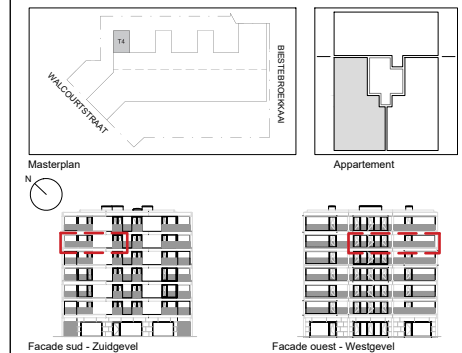 T4
WALCOURTSTRAAT
BIESTEBROEKKAAI
Masterplan
Appartement
N
Facade sud - Zuidgevel
Facade ouest - Westgevel